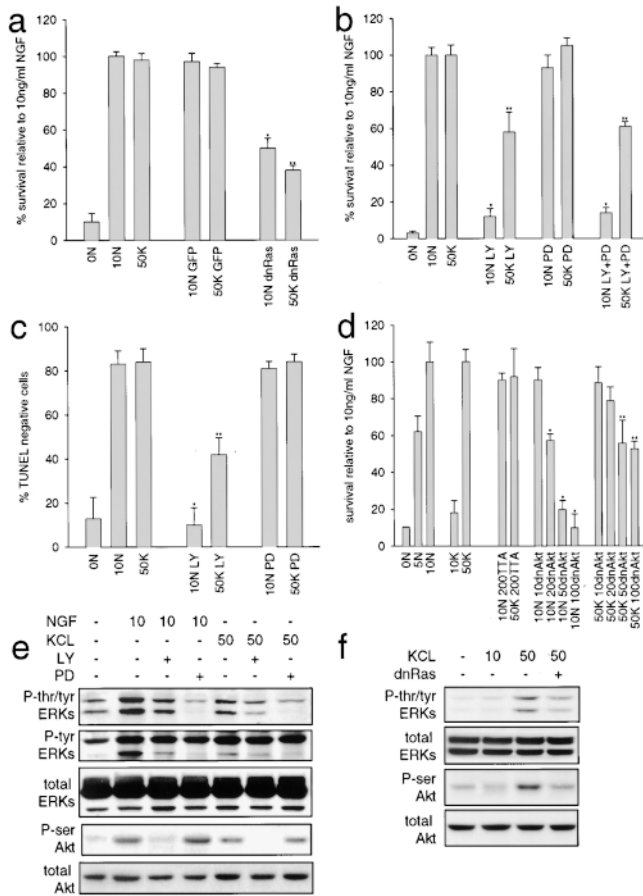 a
% survival relative to 10ng/ml NGF
120
100
80
60
40
20
0
*
**
0N
10N
50K
10N GFP
50K GFP
10N dnRas
50K dnRas
b
% survival relative to 10ng/ml NGF
120
100
80
60
40
20
0
*
**
*
**
0N
10N
50K
10N LY
50K LY
10N PD
50K PD
10N LY+PD
50K LY+PD
c
% TUNEL negative cells
100
80
60
40
20
0
*
**
0N
10N
50K
10N LY
50K LY
10N PD
50K PD
d
survival relative to 10ng/ml NGF
120
100
80
60
40
20
0
*
*
*
**
**
0N
5N
10N
10K
50K
10N 200TTA
50K 200TTA
10N 10dnAkt
10N 20dnAkt
10N 50dnAkt
10N 100dnAkt
50K 10dnAkt
50K 20dnAkt
50K 50dnAkt
50K 100dnAkt
e
NGF - 10 10 10 - - -
KCL - - - - 50 50 50
LY - - + - - + -
PD - - - + - - +
P-thr/tyr
ERKs
P-tyr
ERKs
total
ERKs
P-ser
Akt
total
Akt
f
KCL - 10 50 50
dnRas - - - +
P-thr/tyr
ERKs
total
ERKs
P-ser
Akt
total
Akt